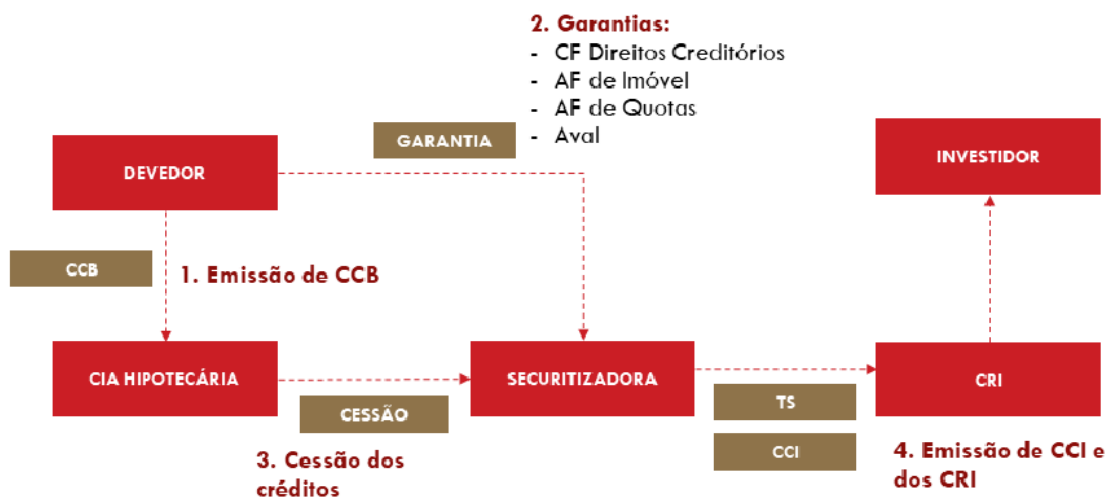 2. Garantias:
- CF Direitos Creditórios
- AF de Imóvel
- AF de Quotas
- Aval
GARANTIA
DEVEDOR
INVESTIDOR
CCB
1. Emissão de CCB
CIA HIPOTECÁRIA
SECURITIZADORA
CRI
CESSÃO
TS
CCI
3. Cessão dos
créditos
4. Emissão de CCI e
dos CRI